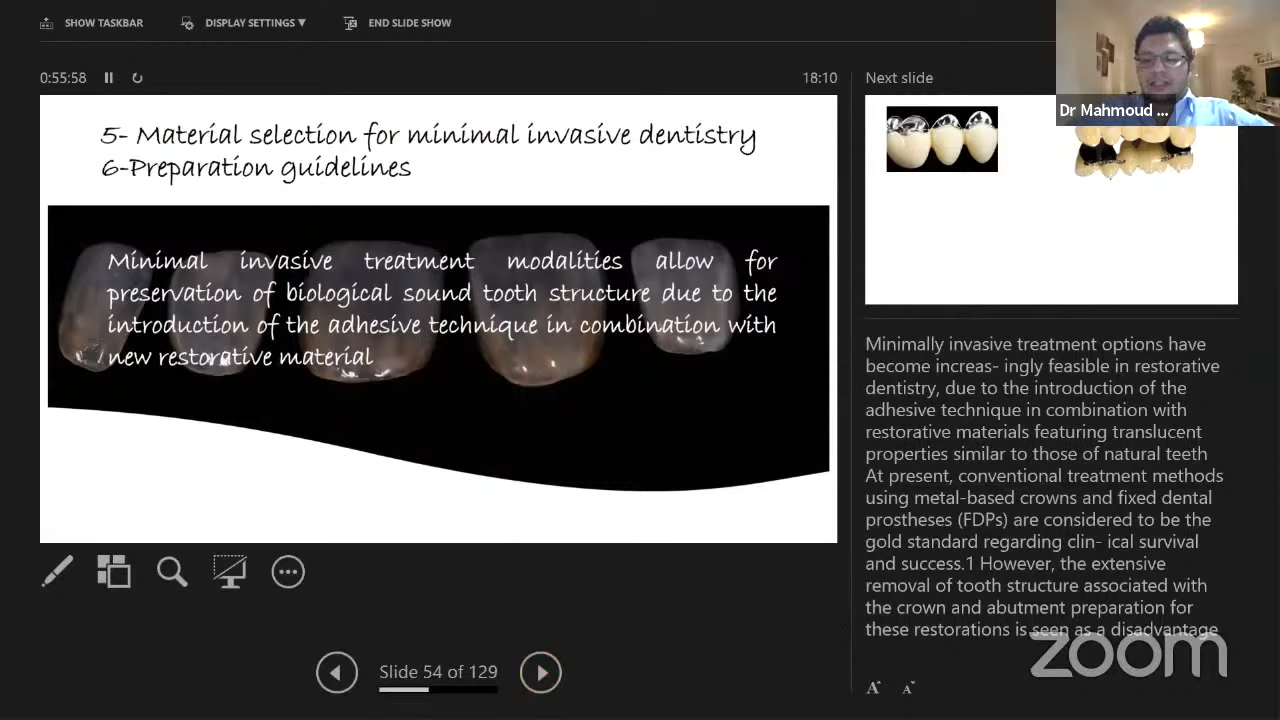 SHOW TASKBAR
DISPLAY SETTINGS ▼
END SLIDE SHOW
0:55:58
18:10
Next slide
Dr Mahmoud ...
5- Material selection for minimal invasive dentistry
6-Preparation guidelines
Minimal invasive treatment modalities allow for
preservation of biological sound tooth structure due to the
introduction of the adhesive technique in combination with
new restorative material
Minimally invasive treatment options have
become increas- ingly feasible in restorative
dentistry, due to the introduction of the
adhesive technique in combination with
restorative materials featuring translucent
properties similar to those of natural teeth
At present, conventional treatment methods
using metal-based crowns and fixed dental
prostheses (FDPs) are considered to be the
gold standard regarding clin- ical survival
and success.1 However, the extensive
removal of tooth structure associated with
the crown and abutment preparation for
these restorations is seen as a disadvantage
Slide 54 of 129
A A
zoom